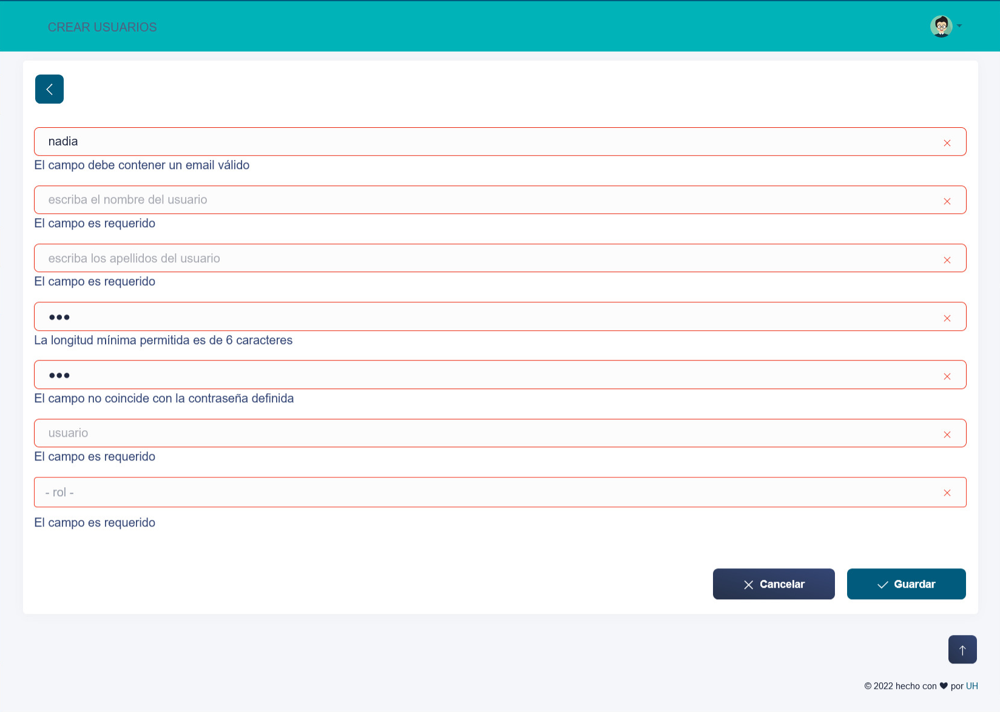 CREAR USUARIOS
nadia
El campo debe contener un email válido
escriba el nombre del usuario
El campo es requerido
escriba los apellidos del usuario
El campo es requerido
●●●
La longitud mínima permitida es de 6 caracteres
●●●
El campo no coincide con la contraseña definida
usuario
El campo es requerido
- rol -
El campo es requerido
Cancelar
Guardar
© 2022 hecho con ♥ por UH